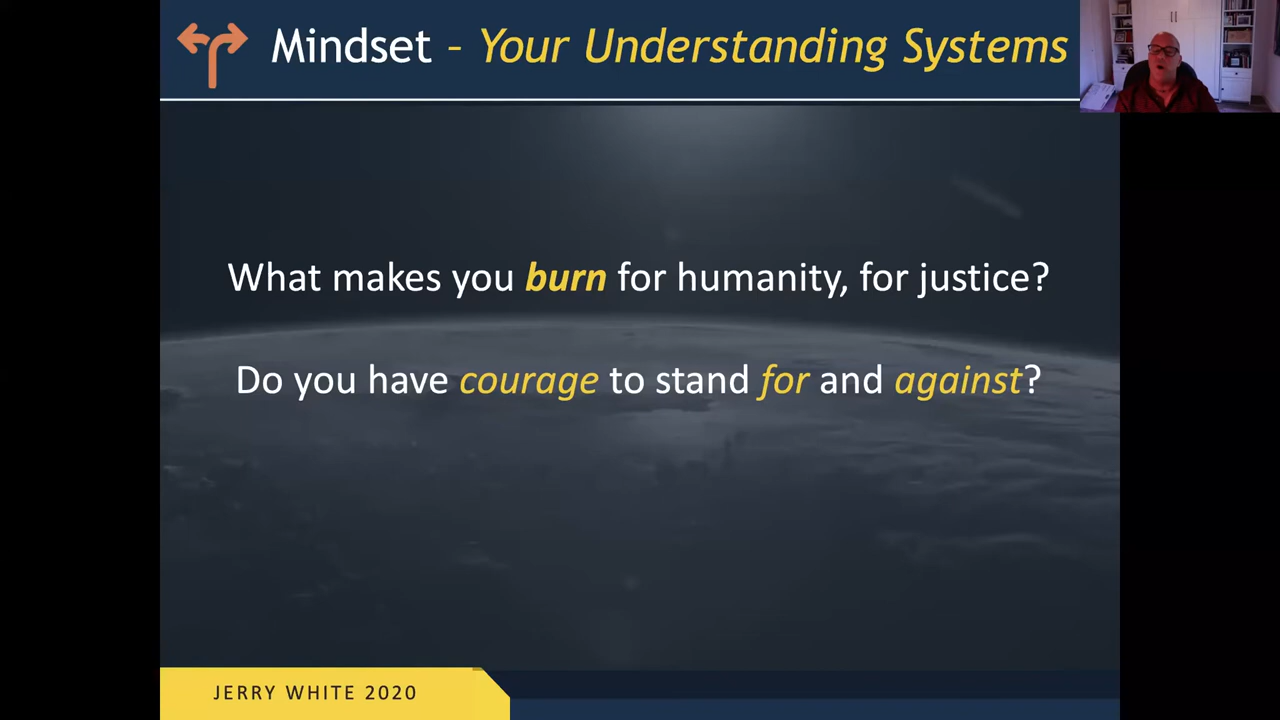 Mindset - Your Understanding Systems
What makes you burn for humanity, for justice?
Do you have courage to stand for and against?
JERRY WHITE 2020